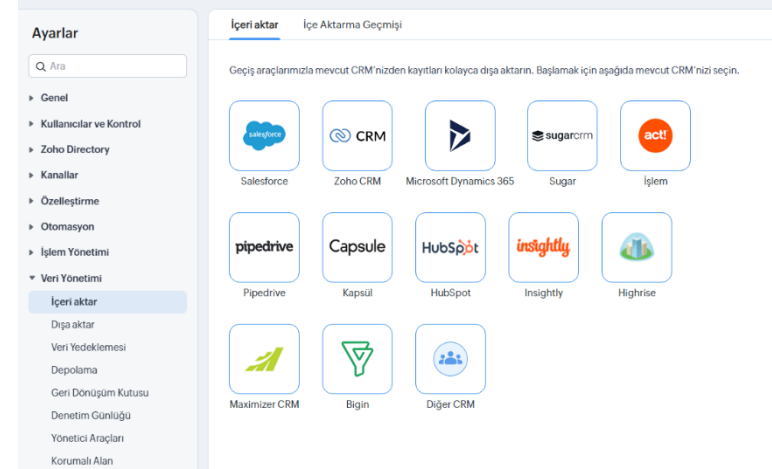 Ayarlar
Ara
Genel
Kullanıcılar ve Kontrol
Zoho Directory
Kanallar
Özelleştirme
Otomasyon
İşlem Yönetimi
Veri Yönetimi
İçeri aktar
Dışa aktar
Veri Yedeklemesi
Depolama
Geri Dönüşüm Kutusu
Denetim Günlüğü
Yönetici Araçları
Korumalı Alan
İçeri aktar İçe Aktarma Geçmişi
Geçiş araçlarımızla mevcut CRM'nizden kayıtları kolayca dışa aktarın. Başlamak için aşağıda mevcut CRM'nizi seçin.
salesforce CRM sugarcrm act!
Salesforce Zoho CRM Microsoft Dynamics 365 Sugar İşlem
pipedrive Capsule HubSpot insightly
Pipedrive Kapsül HubSpot Insightly Highrise
Maximizer CRM Bigin Diğer CRM